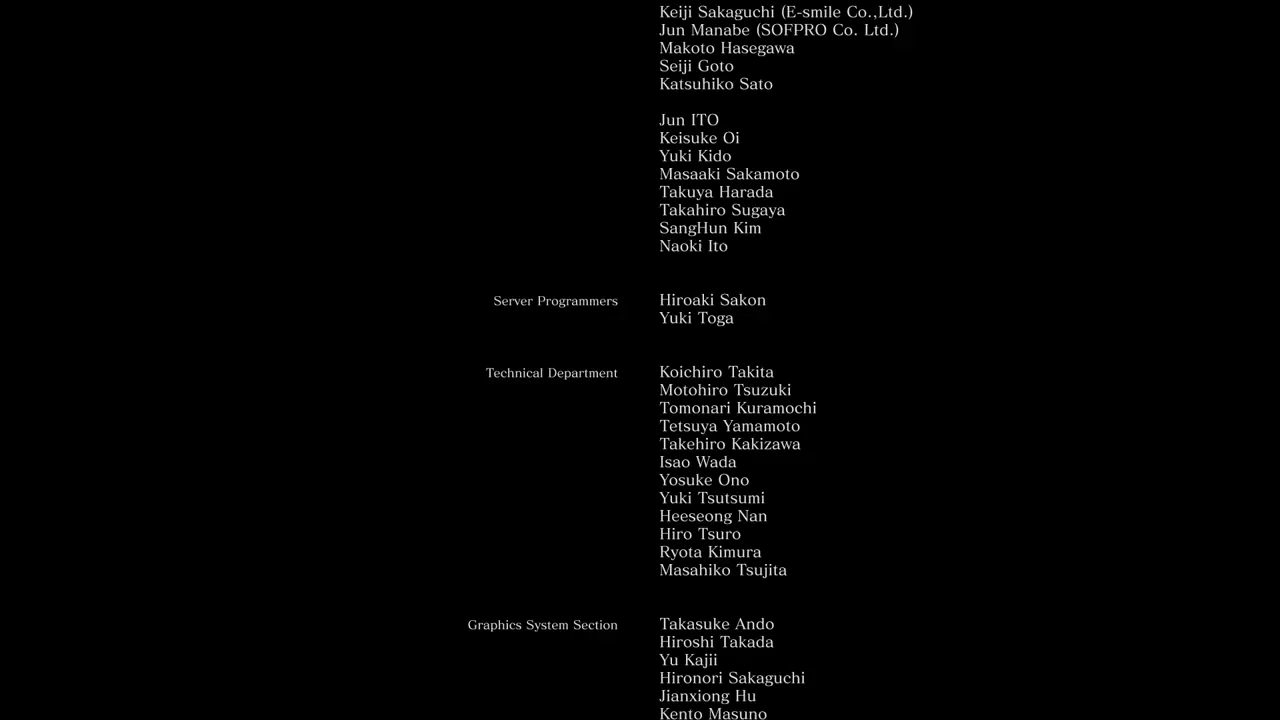 Keiji Sakaguchi (E-smile Co.,Ltd.)
Jun Manabe (SOFPRO Co. Ltd.)
Makoto Hasegawa
Seiji Goto
Katsuhiko Sato
Jun ITO
Keisuke Oi
Yuki Kido
Masaaki Sakamoto
Takuya Harada
Takahiro Sugaya
SangHun Kim
Naoki Ito
Server Programmers Hiroaki Sakon
Yuki Toga
Technical Department Koichiro Takita
Motohiro Tsuzuki
Tomonari Kuramochi
Tetsuya Yamamoto
Takehiro Kakizawa
Isao Wada
Yosuke Ono
Yuki Tsutsumi
Heeseong Nan
Hiro Tsuro
Ryota Kimura
Masahiko Tsujita
Graphics System Section Takasuke Ando
Hiroshi Takada
Yu Kajii
Hironori Sakaguchi
Jianxiong Hu
Kento Masuno